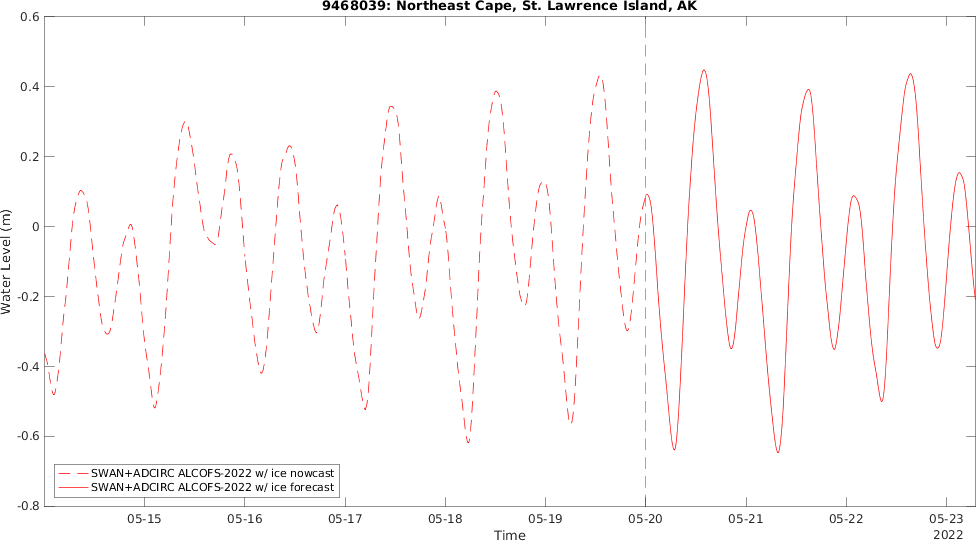 9468039: Northeast Cape, St. Lawrence Island, AK
Water Level (m)
0.6
0.4
0.2
0
-0.2
-0.4
-0.6
-0.8
SWAN+ADCIRC ALCOFS-2022 w/ ice nowcast
SWAN+ADCIRC ALCOFS-2022 w/ ice forecast
05-15 05-16 05-17 05-18 05-19 05-20 05-21 05-22 05-23
2022
Time